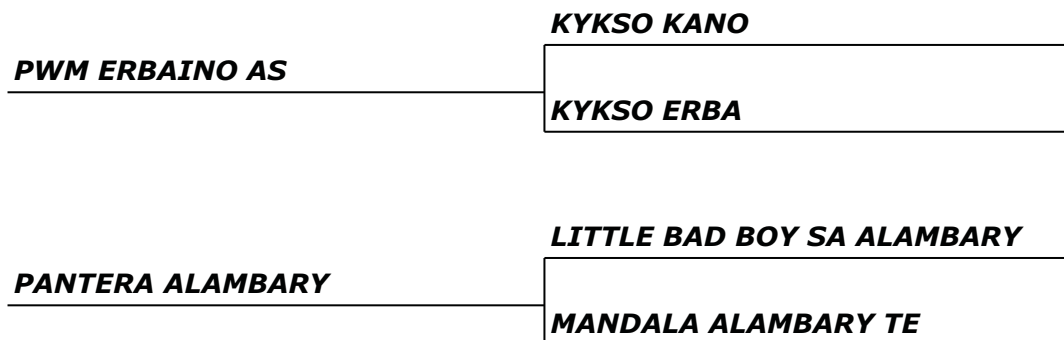 KYKSO KANO
PWM ERBAINO AS
KYKSO ERBA
LITTLE BAD BOY SA ALAMBARY
PANTERA ALAMBARY
MANDALA ALAMBARY TE